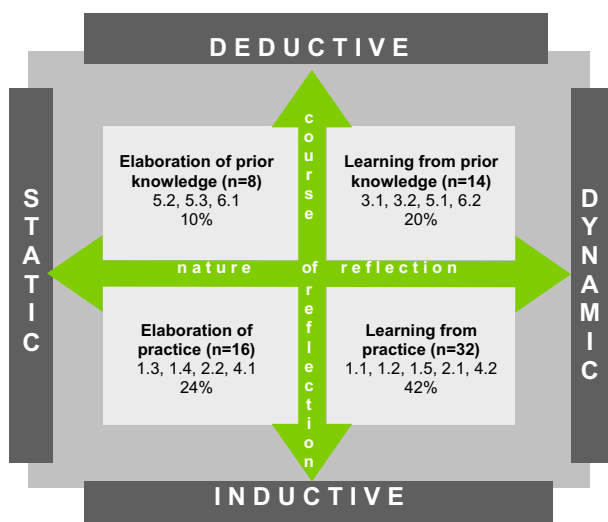 DEDUCTIVE
STATIC
DYNAMIC
course of reflection
Elaboration of prior
knowledge (n=8)
5.2, 5.3, 6.1
10%
Learning from prior
knowledge (n=14)
3.1, 3.2, 5.1, 6.2
20%
nature of reflection
Elaboration of
practice (n=16)
1.3, 1.4, 2.2, 4.1
24%
Learning from
practice (n=32)
1.1, 1.2, 1.5, 2.1, 4.2
42%
INDUCTIVE